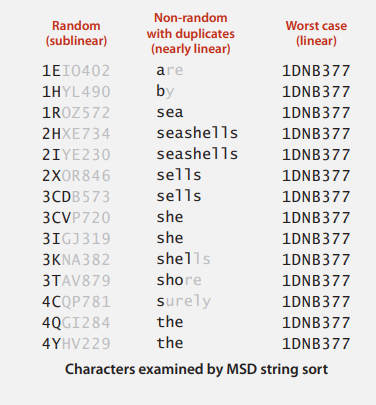 Random
(sublinear)
Non-random
with duplicates
(nearly linear)
Worst case
(linear)
1EIO402 are 1DNB377
1HYL490 by 1DNB377
1ROZ572 sea 1DNB377
2HXE734 seashells 1DNB377
2IYE230 seashells 1DNB377
2XOR846 sells 1DNB377
3CDB573 sells 1DNB377
3CVP720 she 1DNB377
3IGJ319 she 1DNB377
3KNA382 shells 1DNB377
3TAV879 shore 1DNB377
4CQP781 surely 1DNB377
4QGI284 the 1DNB377
4YHV229 the 1DNB377
Characters examined by MSD string sort